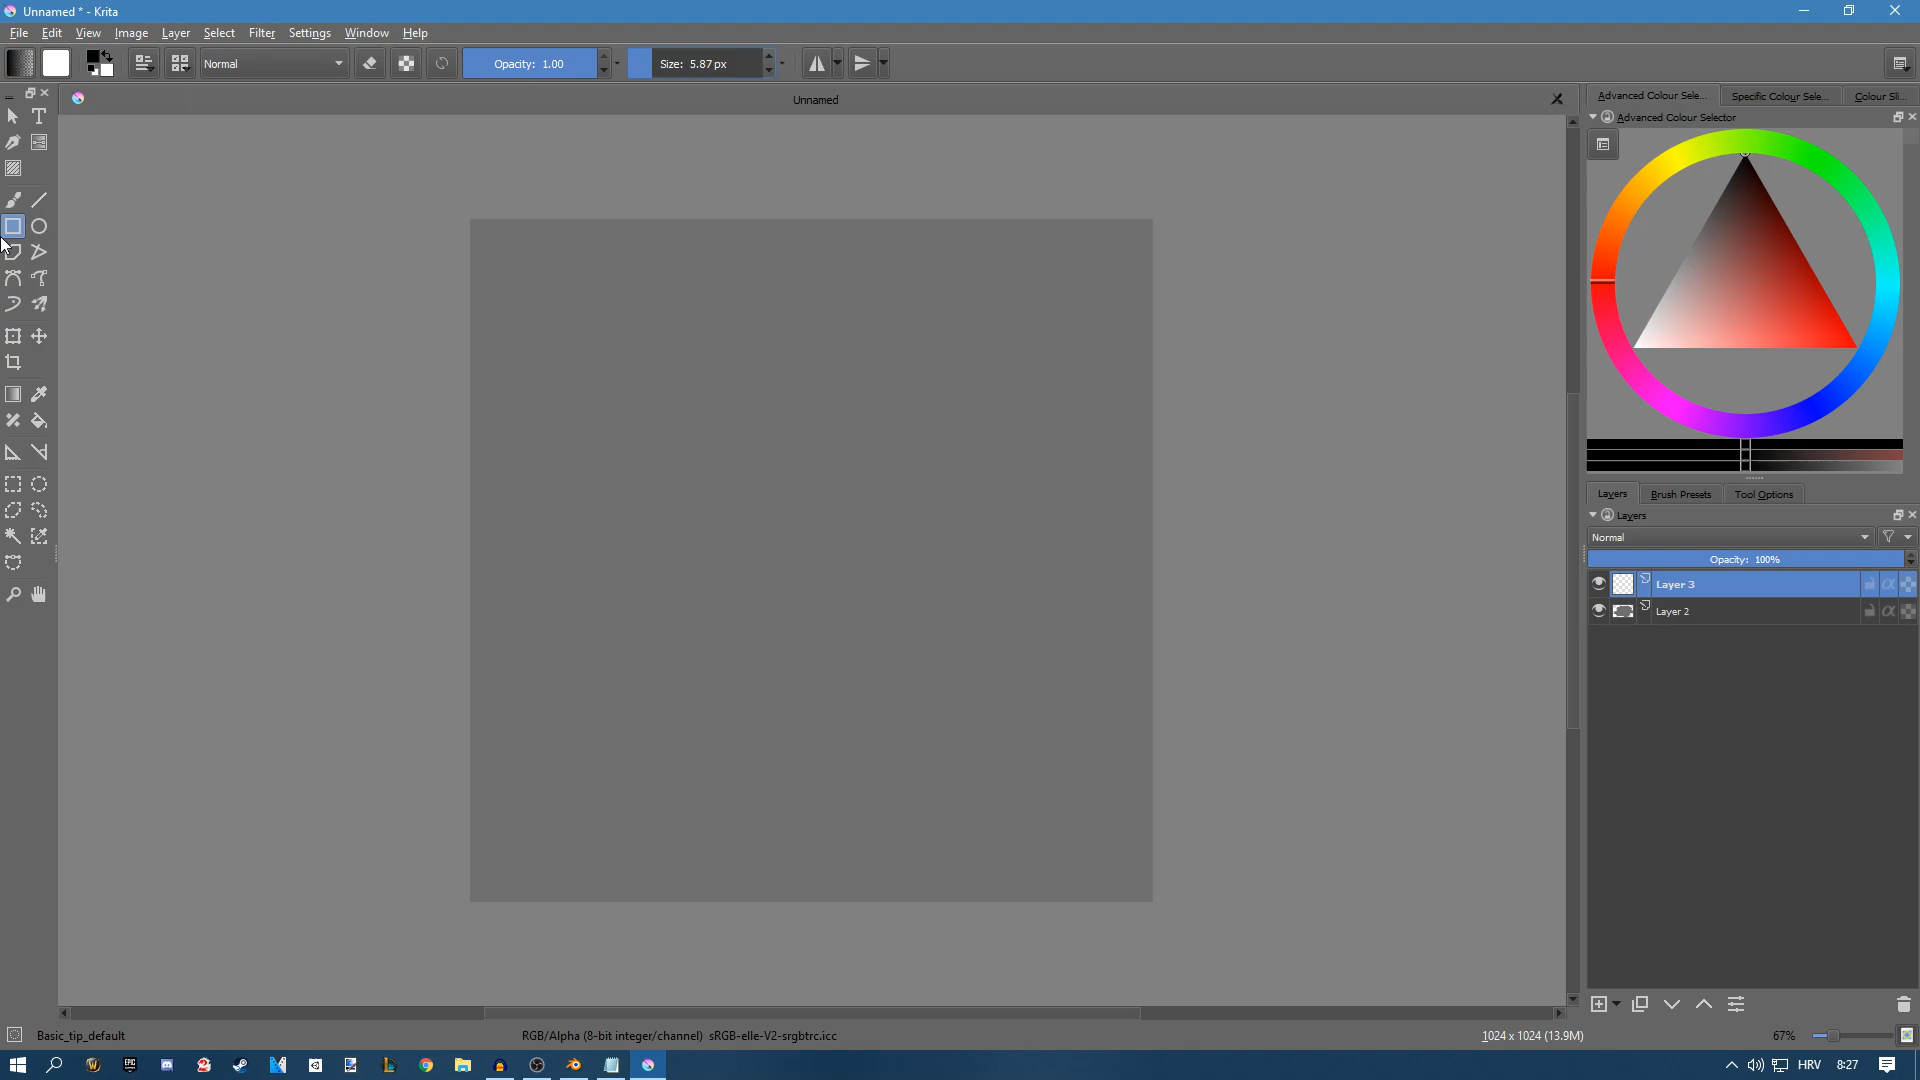 Unnamed * - Krita
File Edit View Image Layer Select Filter Settings Window Help
Normal Opacity: 1.00 Size: 5.87 px
Unnamed
Advanced Colour Sele... Specific Colour Sele... Colour Sli...
Advanced Colour Selector
Layers Brush Presets Tool Options
Layers
Normal
Opacity: 100%
Layer 3
Layer 2
Basic_tip_default RGB/Alpha (8-bit integer/channel) sRGB-elle-V2-srgbtrc.icc 1024 x 1024 (13.9M) 67%
HRV 8:27